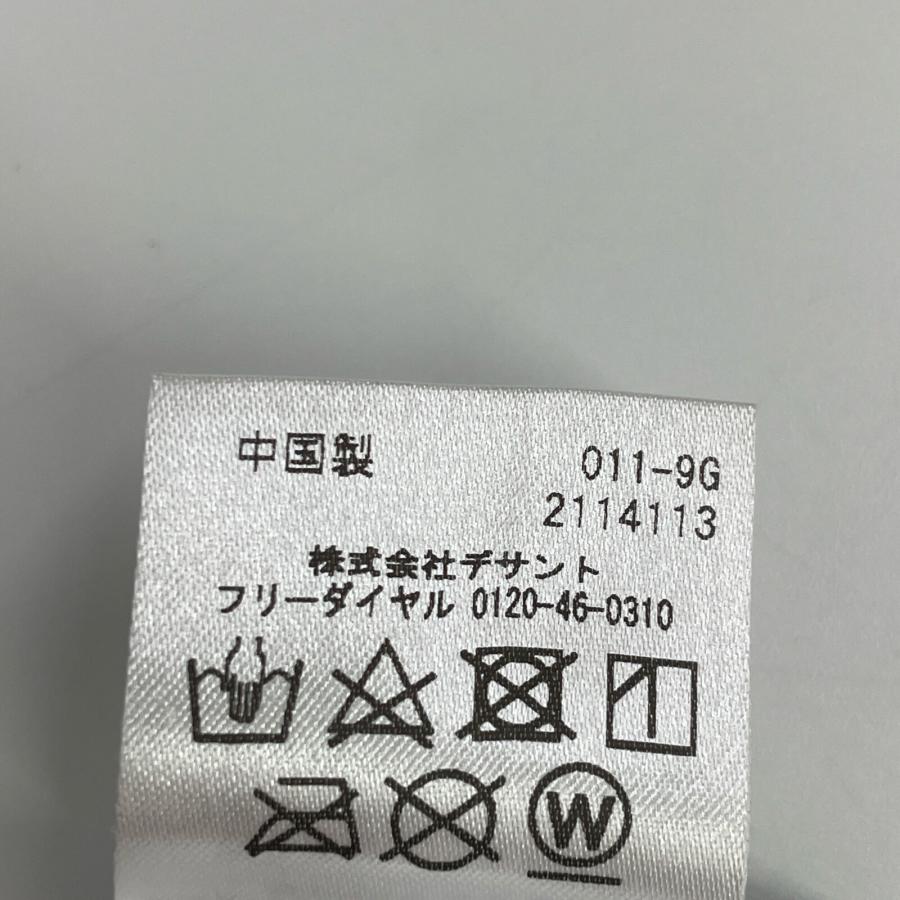 中国製 011-9G
2114113
株式会社デサント
フリーダイヤル 0120-46-0310
W